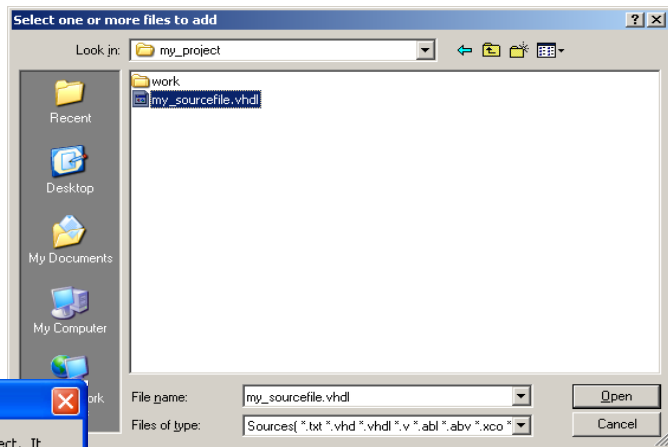 Select one or more files to add
Look in: my_project
work
my_sourcefile.vhdl
Recent
Desktop
My Documents
My Computer
ork
File name: my_sourcefile.vhdl Open
Files of type: Sources( *.txt *.vhd *.vhdl *.v *.abl *.abv *.xco * Cancel
ect. It